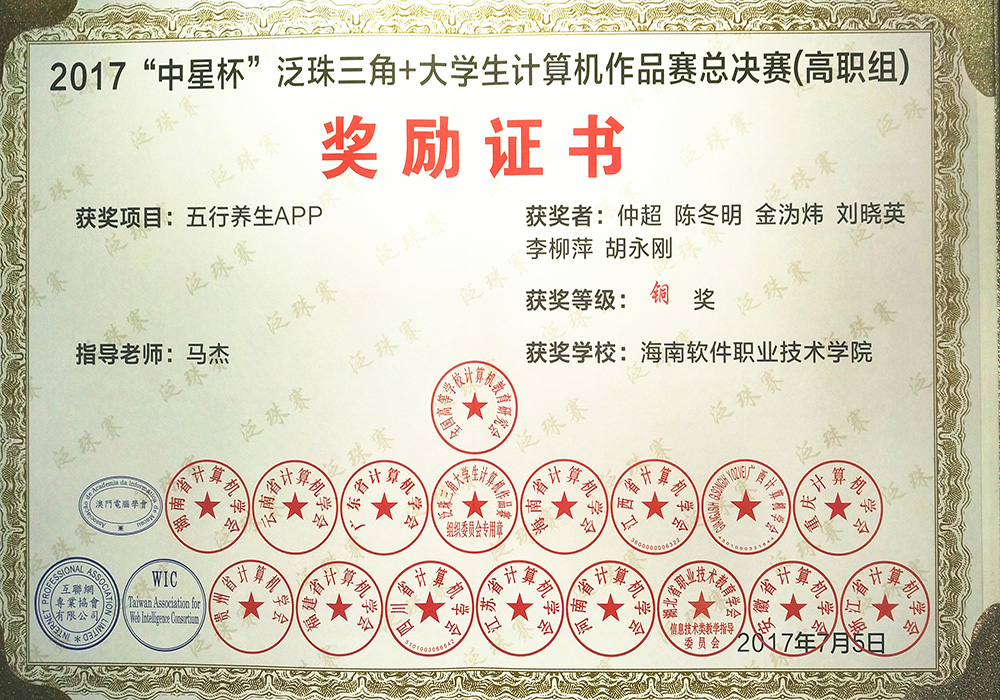 2017“中星杯”泛珠三角+大学生计算机作品赛总决赛(高职组)
奖励证书
获奖项目：五行养生APP
获奖者：仲超 陈冬明 金沩炜 刘晓英
李柳萍 胡永刚
获奖等级：铜 奖
指导老师：马杰
获奖学校：海南软件职业技术学院
全国高等学校计算机教育研究会
澳門電腦學會
湖南省计算机学会
云南省计算机学会
广东省计算机学会
泛珠三角大学生计算机作品赛
组织委员会专用章
海南省计算机学会
江西省计算机学会
3600000006322
广西计算机学会
重庆计算机学会
INTERNET PROFESSIONAL ASSOCIATION LIMITED
互聯網
專業協會
有限公司
WIC
Taiwan Association for
Web Intelligence Consortium
贵州省计算机学会
福建省计算机学会
四川省计算机学会
江苏省计算机学会
河南省计算机学会
湖北省职业技术教育学会
信息技术类教学指导
委员会
安徽省计算机学会
浙江省计算机学会
2017年7月5日
泛珠赛